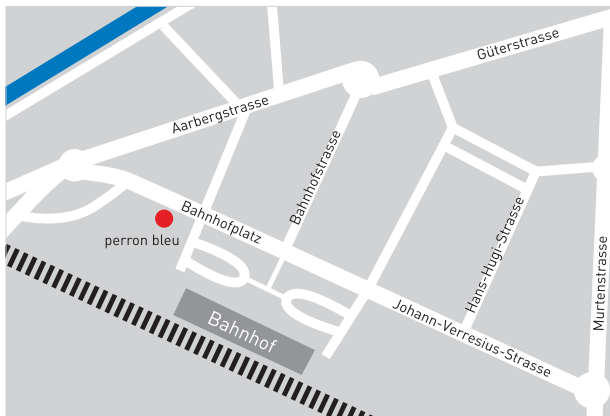 Güterstrasse
Aarbergstrasse
Bahnhofstrasse
Bahnhofplatz
perron bleu
Hans-Hugi-Strasse
Murtenstrasse
Johann-Verresius-Strasse
Bahnhof